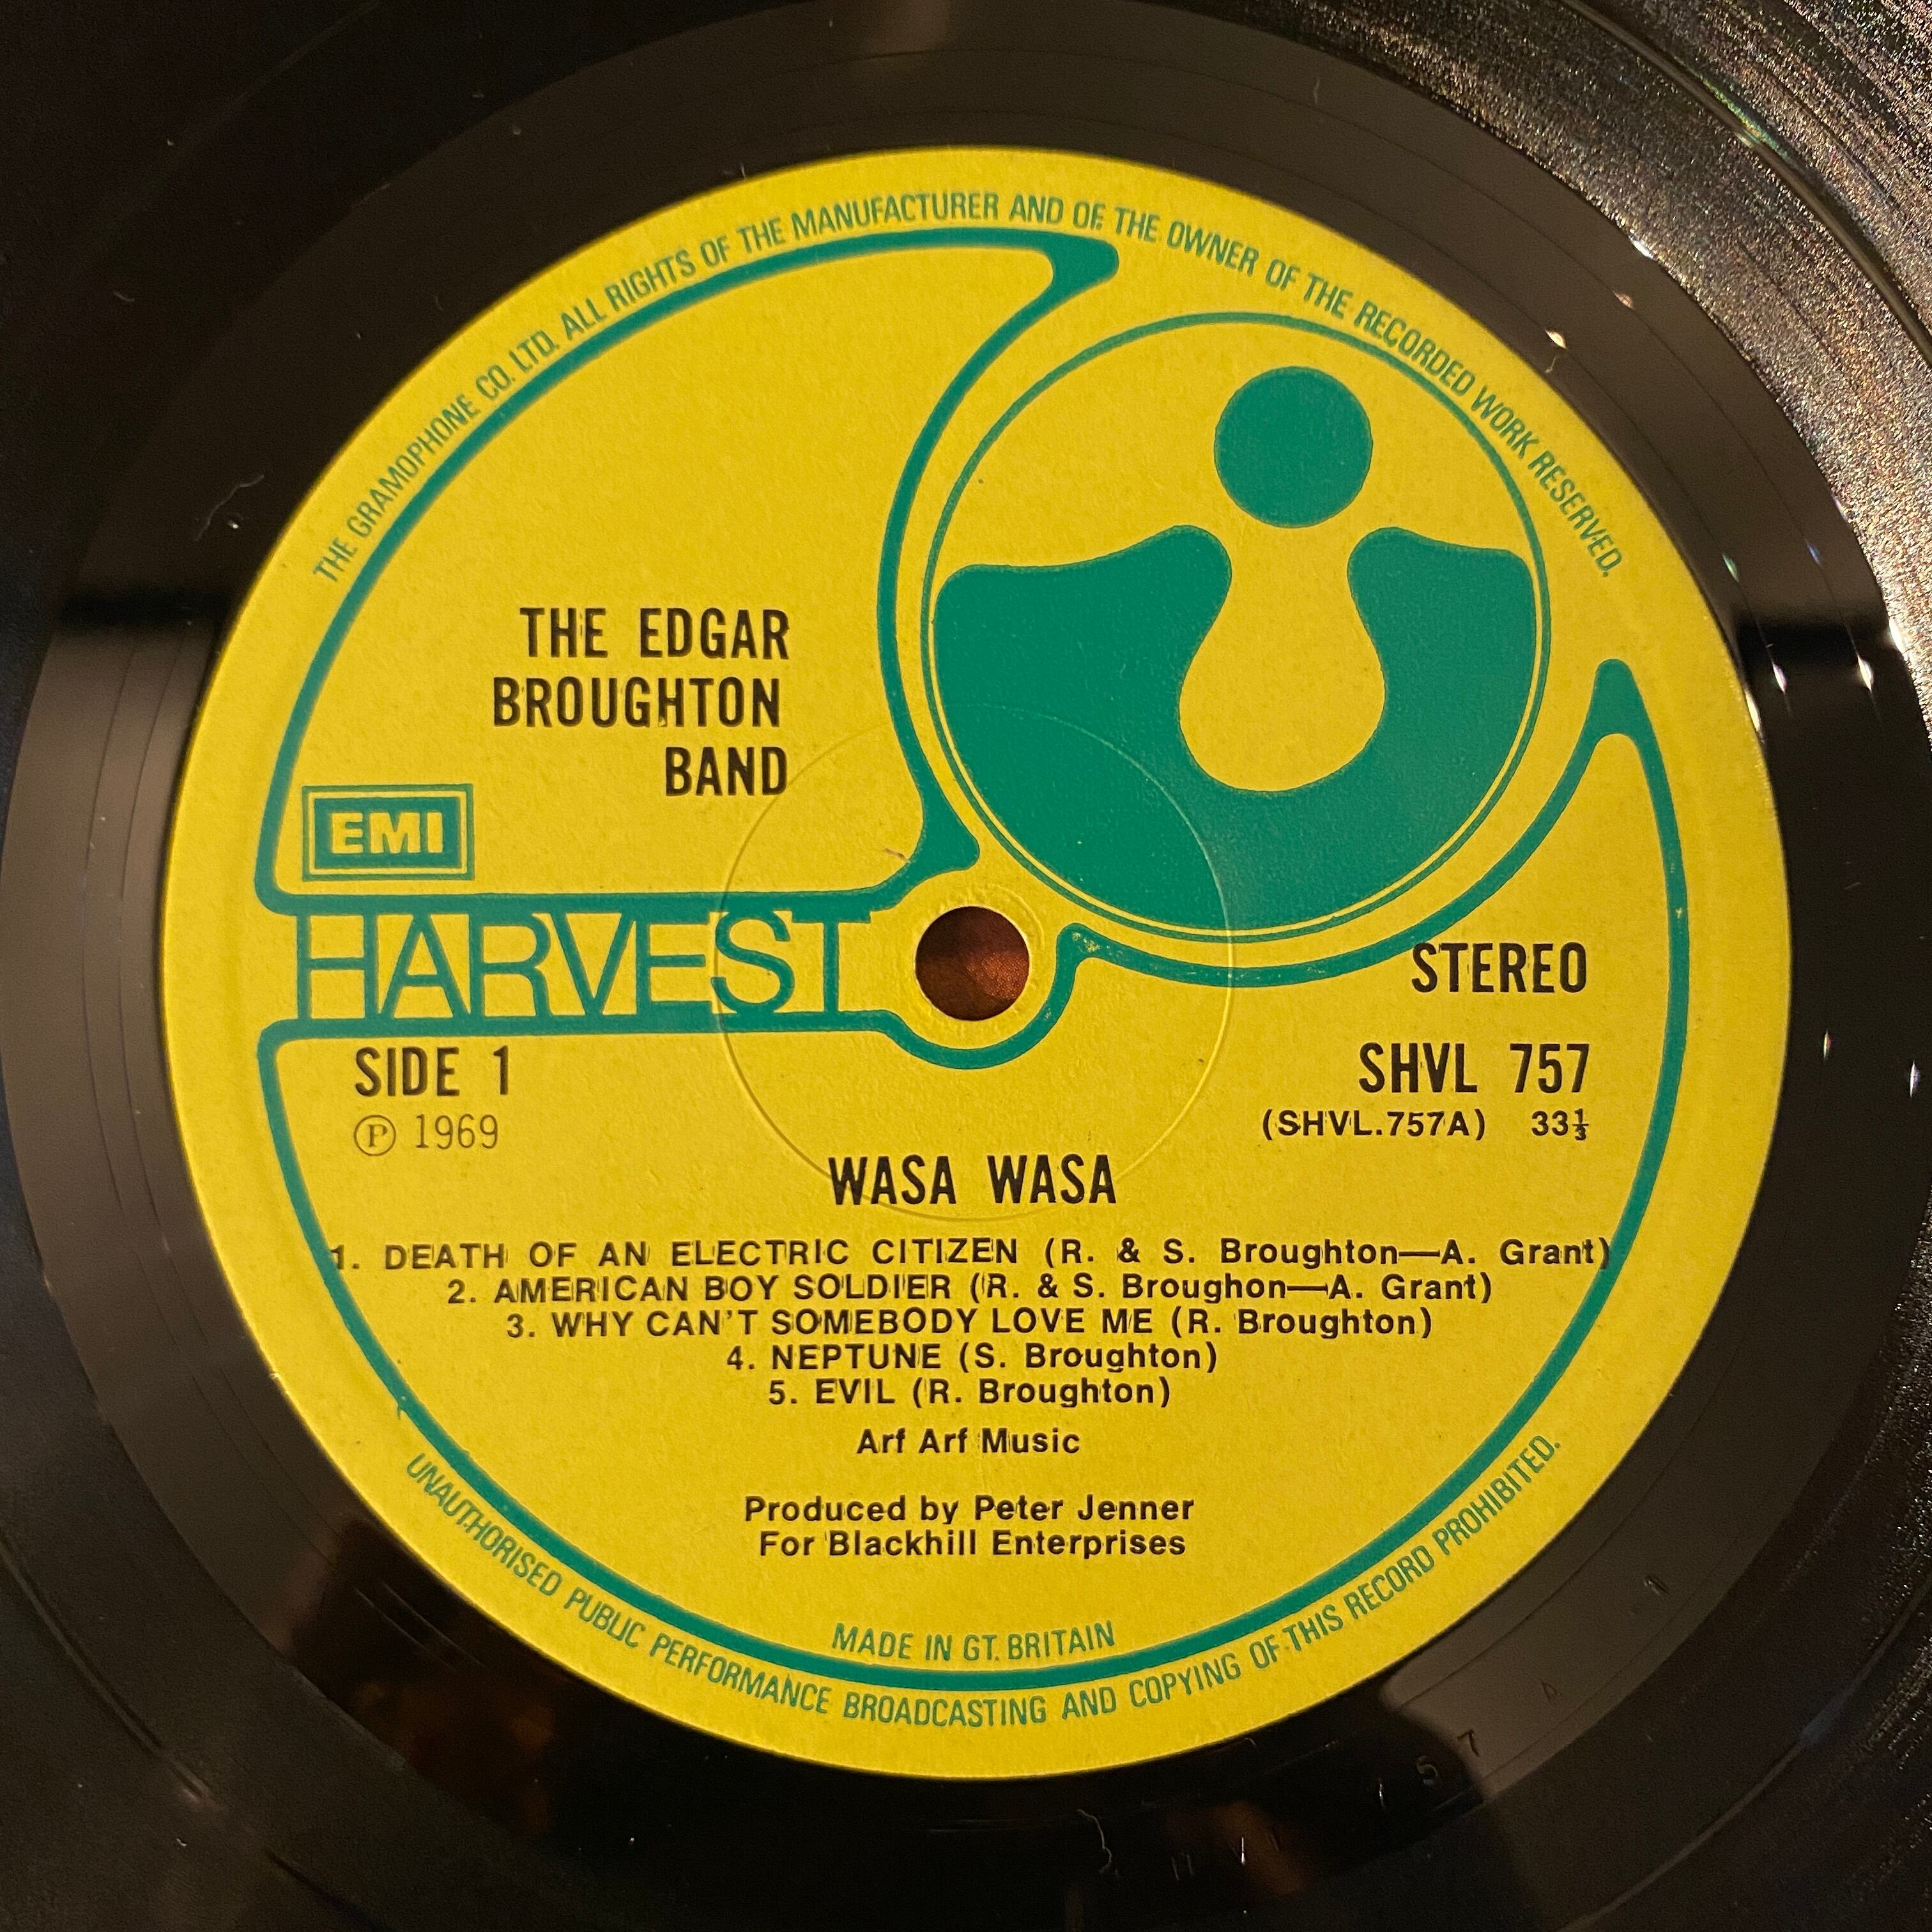 THE GRAMOPHONE CO. LTD. ALL RIGHTS OF THE MANUFACTURER AND OF THE OWNER OF THE RECORDED WORK RESERVED.
THE EDGAR
BROUGHTON
BAND
EMI
HARVEST
STEREO
SIDE 1
SHVL 757
Ⓟ 1969
(SHVL.757A) 33⅓
WASA WASA
1. DEATH OF AN ELECTRIC CITIZEN (R. & S. Broughton—A. Grant)
2. AMERICAN BOY SOLDIER (R. & S. Broughon—A. Grant)
3. WHY CAN'T SOMEBODY LOVE ME (R. Broughton)
4. NEPTUNE (S. Broughton)
5. EVIL (R. Broughton)
Arf Arf Music
Produced by Peter Jenner
For Blackhill Enterprises
MADE IN GT. BRITAIN
UNAUTHORISED PUBLIC PERFORMANCE BROADCASTING AND COPYING OF THIS RECORD PROHIBITED.